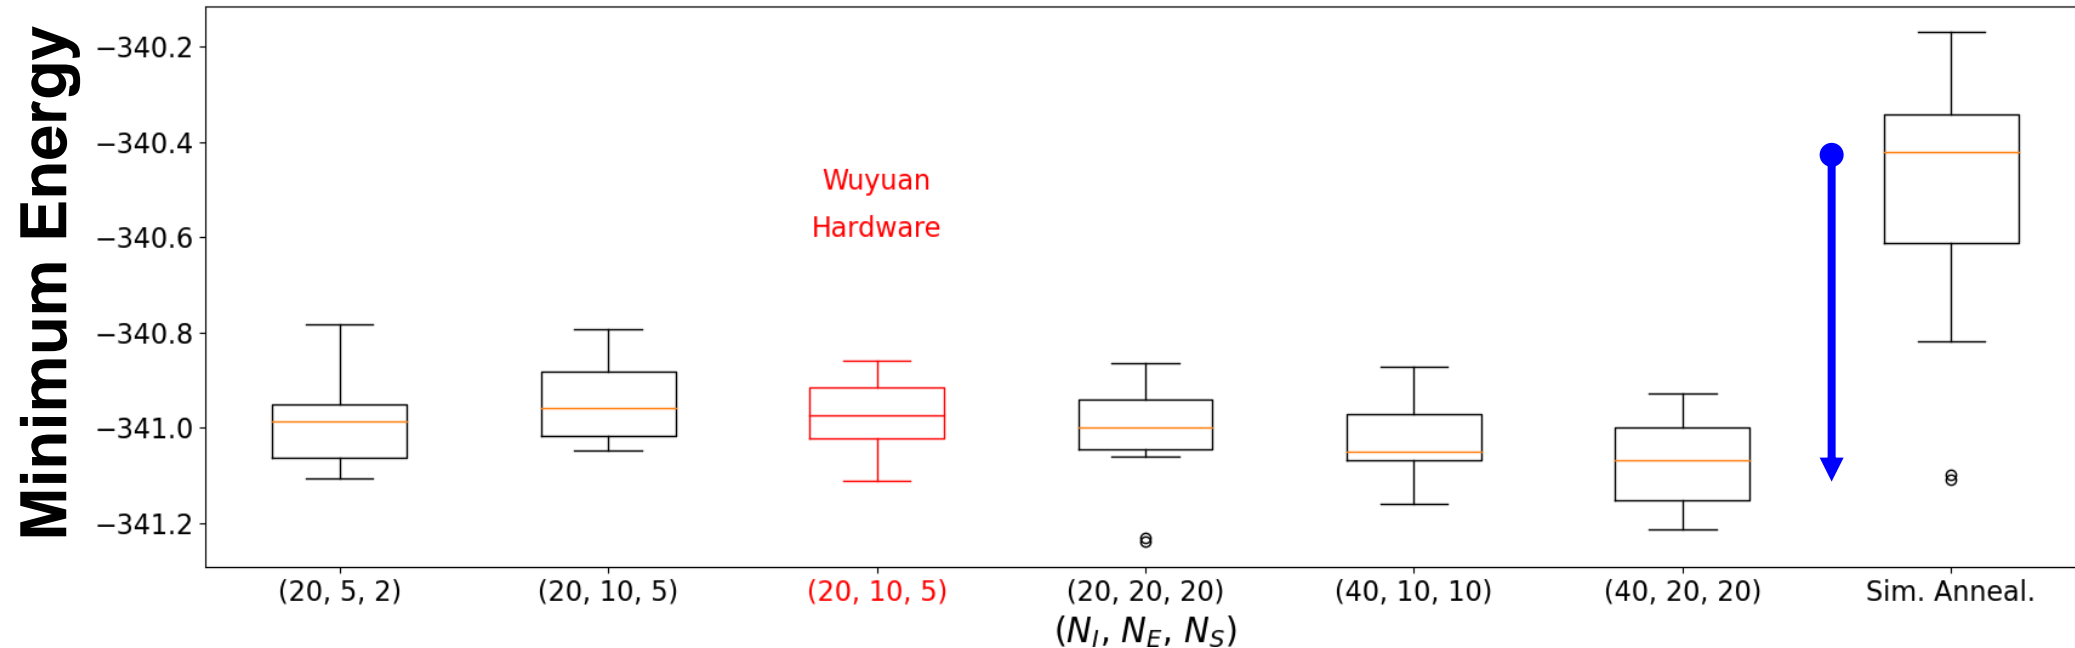 Minimum Energy
−340.2
−340.4
−340.6
−340.8
−341.0
−341.2
Wuyuan
Hardware
(20, 5, 2) (20, 10, 5) (20, 10, 5) (20, 20, 20) (40, 10, 10) (40, 20, 20) Sim. Anneal.
(N_I, N_E, N_S)